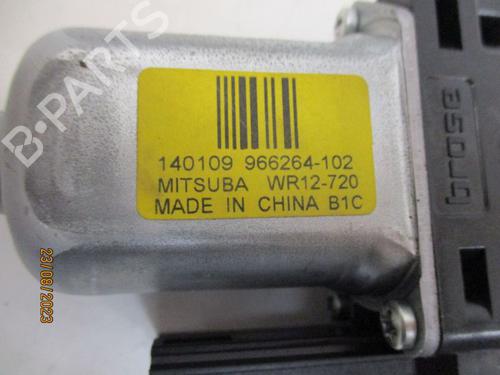 B-PARTS
140109 966264-102
MITSUBA WR12-720
MADE IN CHINA B1C
brose
23/08/2023